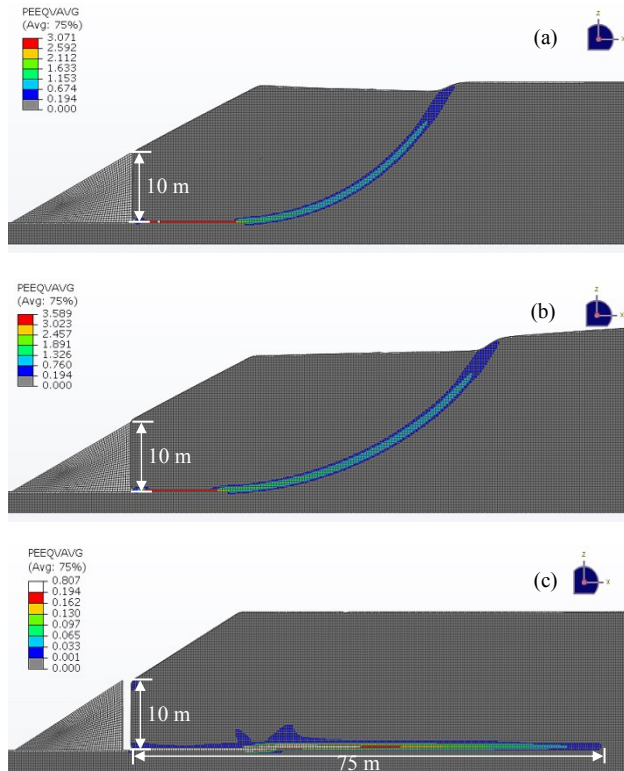 PEEQVAVG
(Avg: 75%)
3.071
2.592
2.112
1.633
1.153
0.674
0.194
0.000
(a)
z
x
10 m
PEEQVAVG
(Avg: 75%)
3.589
3.023
2.457
1.891
1.326
0.760
0.194
0.000
(b)
z
x
10 m
PEEQVAVG
(Avg: 75%)
0.807
0.194
0.162
0.130
0.097
0.065
0.033
0.001
0.000
(c)
z
x
10 m
75 m